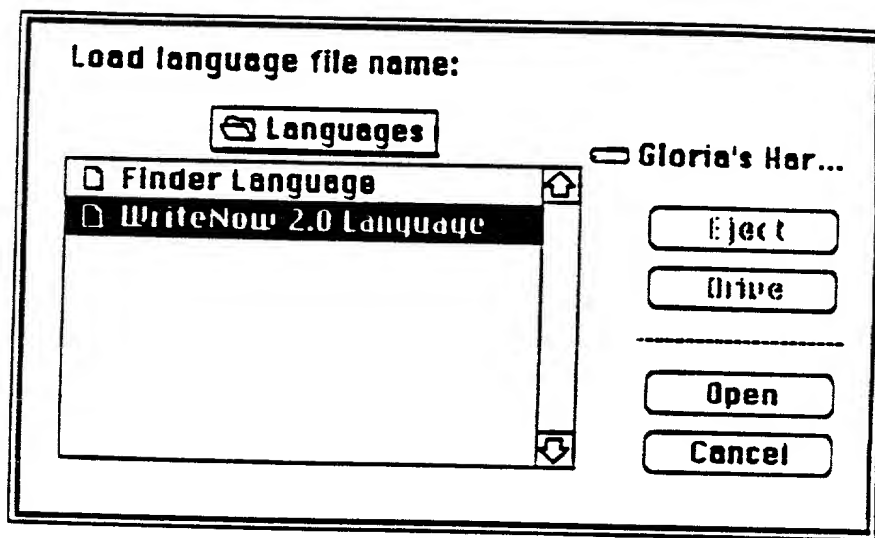 Load language file name:
Languages
Gloria's Har...
Finder Language
WriteNow 2.0 Language
Eject
Drive
Open
Cancel